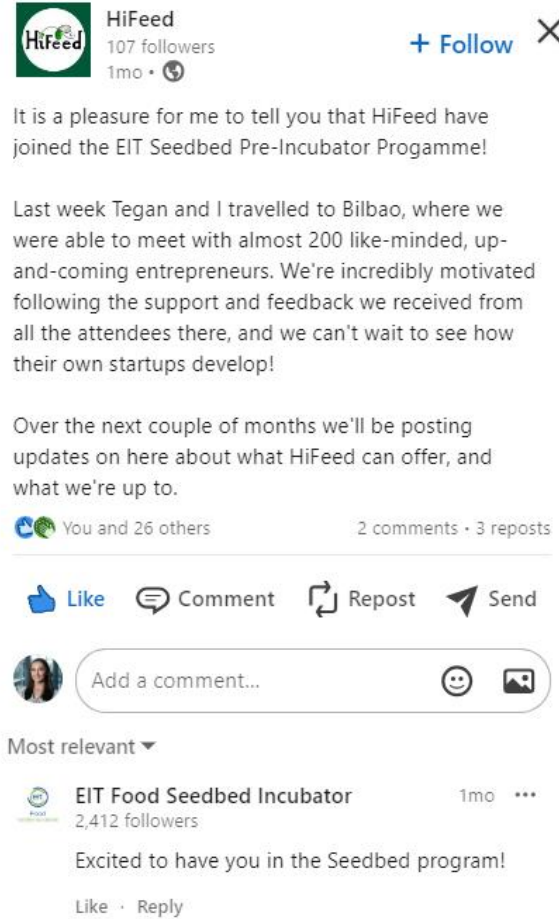 HiFeed
HiFeed
107 followers
1mo •
+ Follow
It is a pleasure for me to tell you that HiFeed have
joined the EIT Seedbed Pre-Incubator Progamme!
Last week Tegan and I travelled to Bilbao, where we
were able to meet with almost 200 like-minded, up-
and-coming entrepreneurs. We're incredibly motivated
following the support and feedback we received from
all the attendees there, and we can't wait to see how
their own startups develop!
Over the next couple of months we'll be posting
updates on here about what HiFeed can offer, and
what we're up to.
You and 26 others
2 comments • 3 reposts
Like
Comment
Repost
Send
Add a comment...
Most relevant
EIT Food Seedbed Incubator
1mo
2,412 followers
Excited to have you in the Seedbed program!
Like · Reply